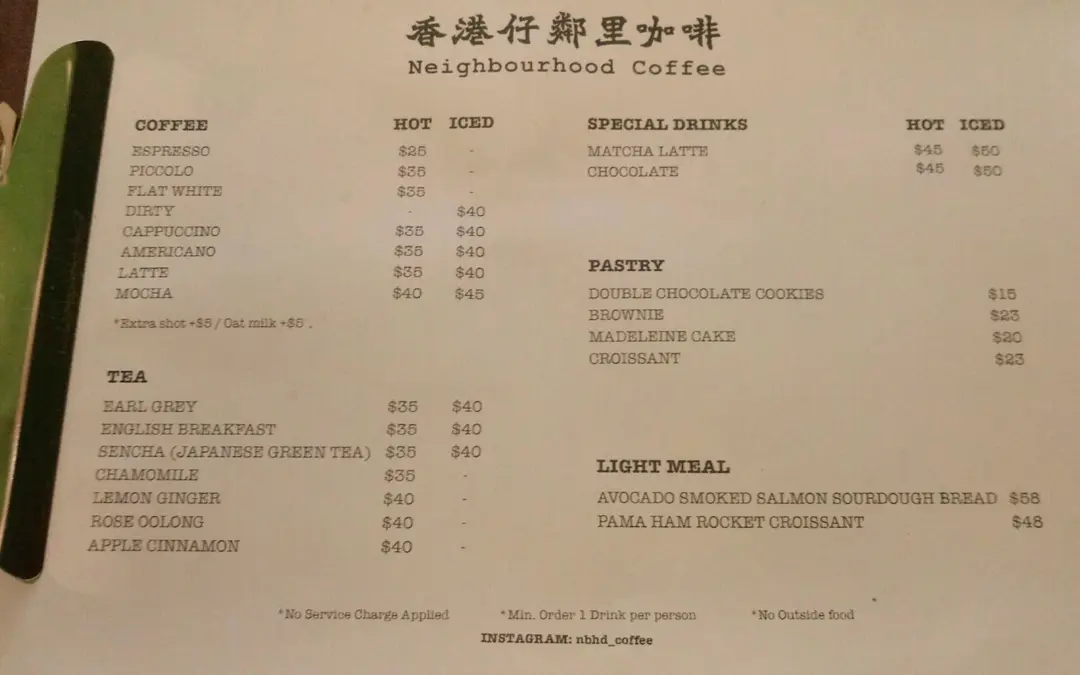 香港仔鄰里咖啡
Neighbourhood Coffee
COFFEE HOT ICED
ESPRESSO $25 -
PICCOLO $35 -
FLAT WHITE $35 -
DIRTY - $40
CAPPUCCINO $35 $40
AMERICANO $35 $40
LATTE $35 $40
MOCHA $40 $45
*Extra shot +$5 / Oat milk +$5 .
TEA
EARL GREY $35 $40
ENGLISH BREAKFAST $35 $40
SENCHA (JAPANESE GREEN TEA) $35 $40
CHAMOMILE $35 -
LEMON GINGER $40 -
ROSE OOLONG $40 -
APPLE CINNAMON $40 -
SPECIAL DRINKS HOT ICED
MATCHA LATTE $45 $50
CHOCOLATE $45 $50
PASTRY
DOUBLE CHOCOLATE COOKIES $15
BROWNIE $23
MADELEINE CAKE $20
CROISSANT $23
LIGHT MEAL
AVOCADO SMOKED SALMON SOURDOUGH BREAD $58
PAMA HAM ROCKET CROISSANT $48
*No Service Charge Applied *Min. Order 1 Drink per person *No Outside food
INSTAGRAM: nbhd_coffee